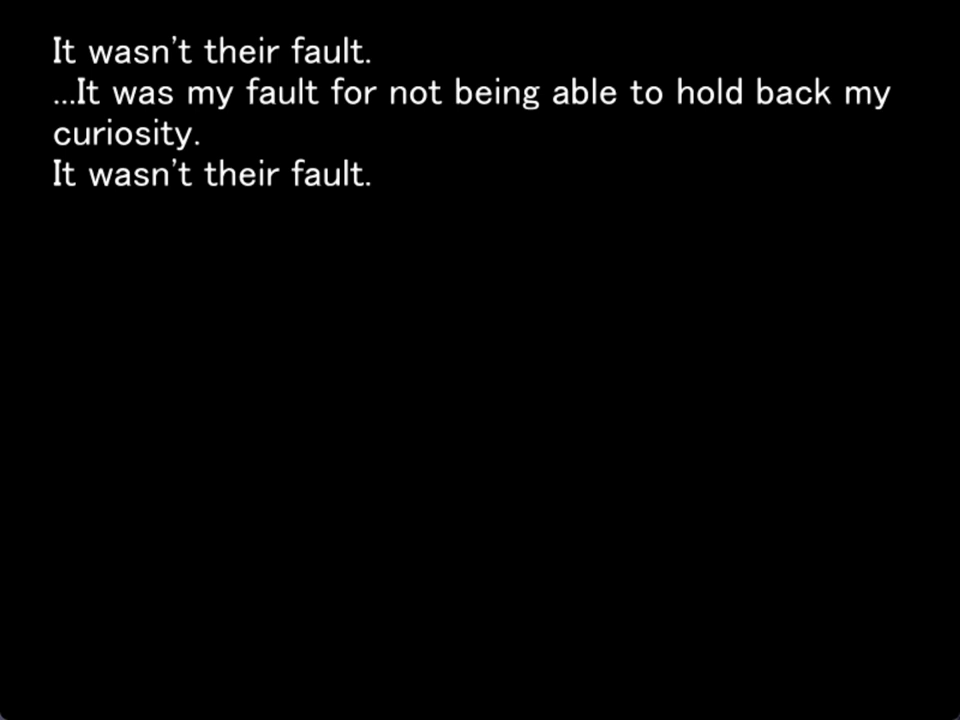 It wasn't their fault.
...It was my fault for not being able to hold back my
curiosity.
It wasn't their fault.